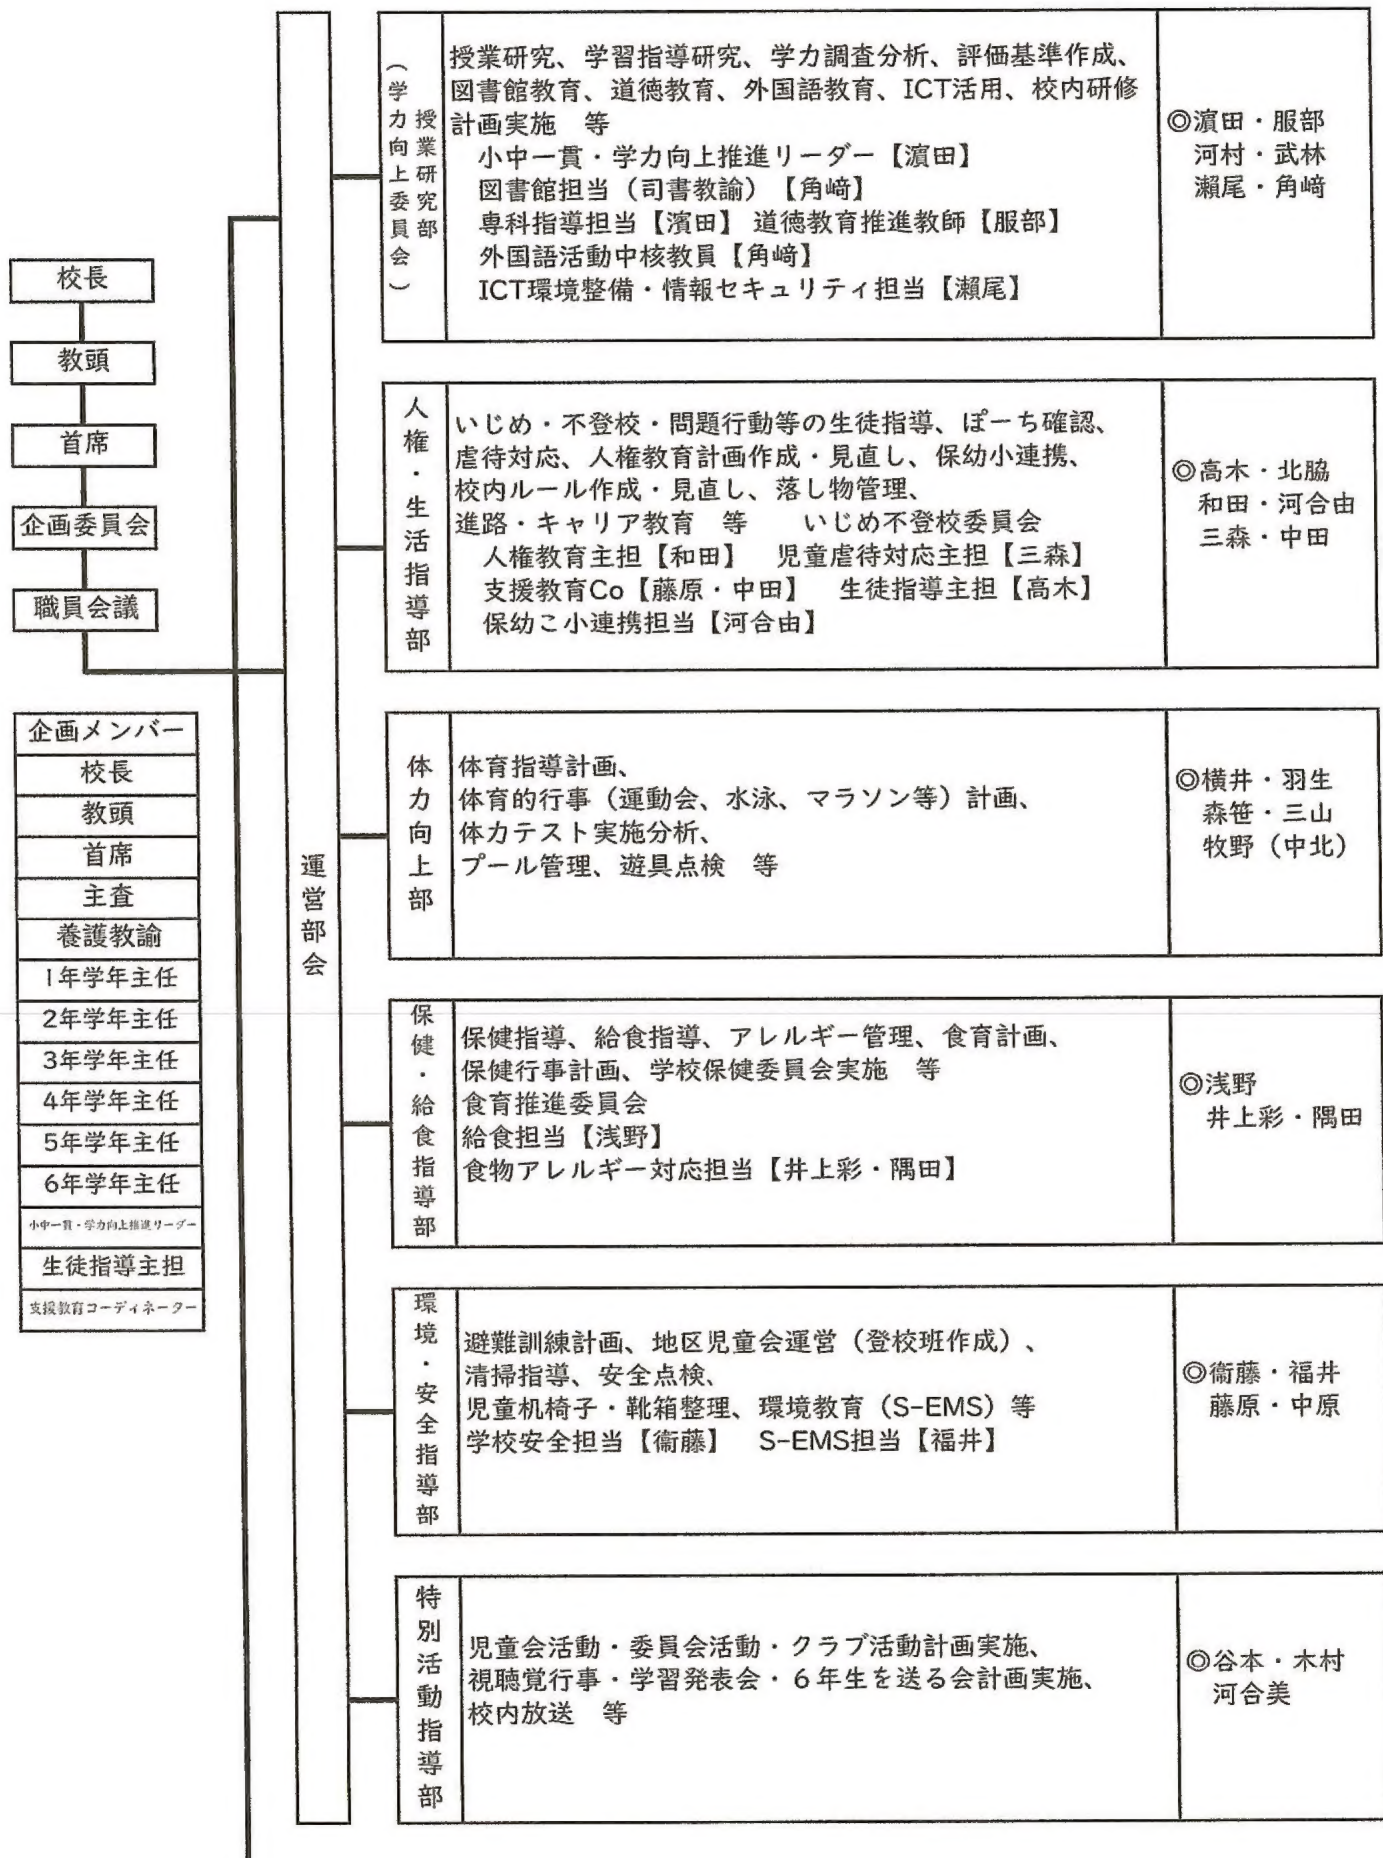 校長
教頭
首席
企画委員会
職員会議
企画メンバー
校長
教頭
首席
主査
養護教諭
1年学年主任
2年学年主任
3年学年主任
4年学年主任
5年学年主任
6年学年主任
小中一貫・学力向上推進リーダー
生徒指導主担
支援教育コーディネーター
運営部会
授業研究部
（学力向上委員会）
授業研究、学習指導研究、学力調査分析、評価基準作成、
図書館教育、道徳教育、外国語教育、ICT活用、校内研修
計画実施　等
小中一貫・学力向上推進リーダー【濵田】
図書館担当（司書教諭）【角﨑】
専科指導担当【濵田】 道徳教育推進教師【服部】
外国語活動中核教員【角﨑】
ICT環境整備・情報セキュリティ担当【瀬尾】
◎濵田・服部
河村・武林
瀬尾・角﨑
人権・生活指導部
いじめ・不登校・問題行動等の生徒指導、ぽーち確認、
虐待対応、人権教育計画作成・見直し、保幼小連携、
校内ルール作成・見直し、落し物管理、
進路・キャリア教育　等　　いじめ不登校委員会
人権教育主担【和田】　児童虐待対応主担【三森】
支援教育Co【藤原・中田】　生徒指導主担【高木】
保幼こ小連携担当【河合由】
◎高木・北脇
和田・河合由
三森・中田
体力向上部
体育指導計画、
体育的行事（運動会、水泳、マラソン等）計画、
体力テスト実施分析、
プール管理、遊具点検　等
◎横井・羽生
森笹・三山
牧野（中北）
保健・給食指導部
保健指導、給食指導、アレルギー管理、食育計画、
保健行事計画、学校保健委員会実施　等
食育推進委員会
給食担当【浅野】
食物アレルギー対応担当【井上彩・隅田】
◎浅野
井上彩・隅田
環境・安全指導部
避難訓練計画、地区児童会運営（登校班作成）、
清掃指導、安全点検、
児童机椅子・靴箱整理、環境教育（S-EMS）等
学校安全担当【衞藤】　S-EMS担当【福井】
◎衞藤・福井
藤原・中原
特別活動指導部
児童会活動・委員会活動・クラブ活動計画実施、
視聴覚行事・学習発表会・６年生を送る会計画実施、
校内放送　等
◎谷本・木村
河合美